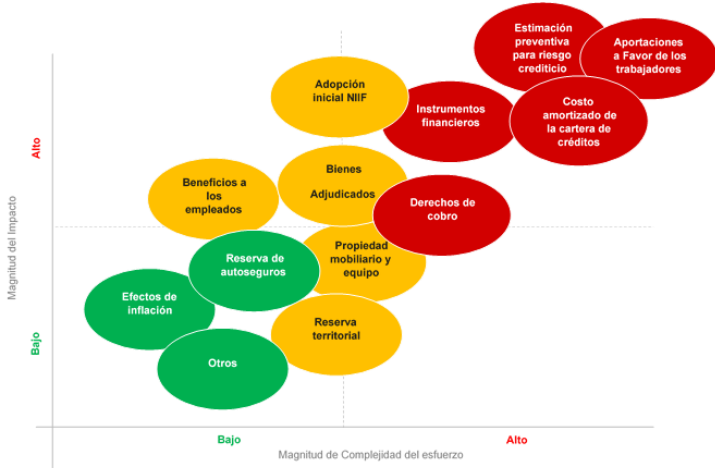 Estimación
preventiva
para riesgo
crediticio
Aportaciones
a Favor de los
trabajadores
Adopción
inicial NIIF
Instrumentos
financieros
Costo
amortizado de
la cartera de
créditos
Alto
Bienes
Adjudicados
Beneficios a
los
empleados
Derechos de
cobro
Magnitud del Impacto
Reserva de
autoseguros
Propiedad
mobiliario y
equipo
Efectos de
inflación
Reserva
territorial
Bajo
Otros
Bajo
Alto
Magnitud de Complejidad del esfuerzo